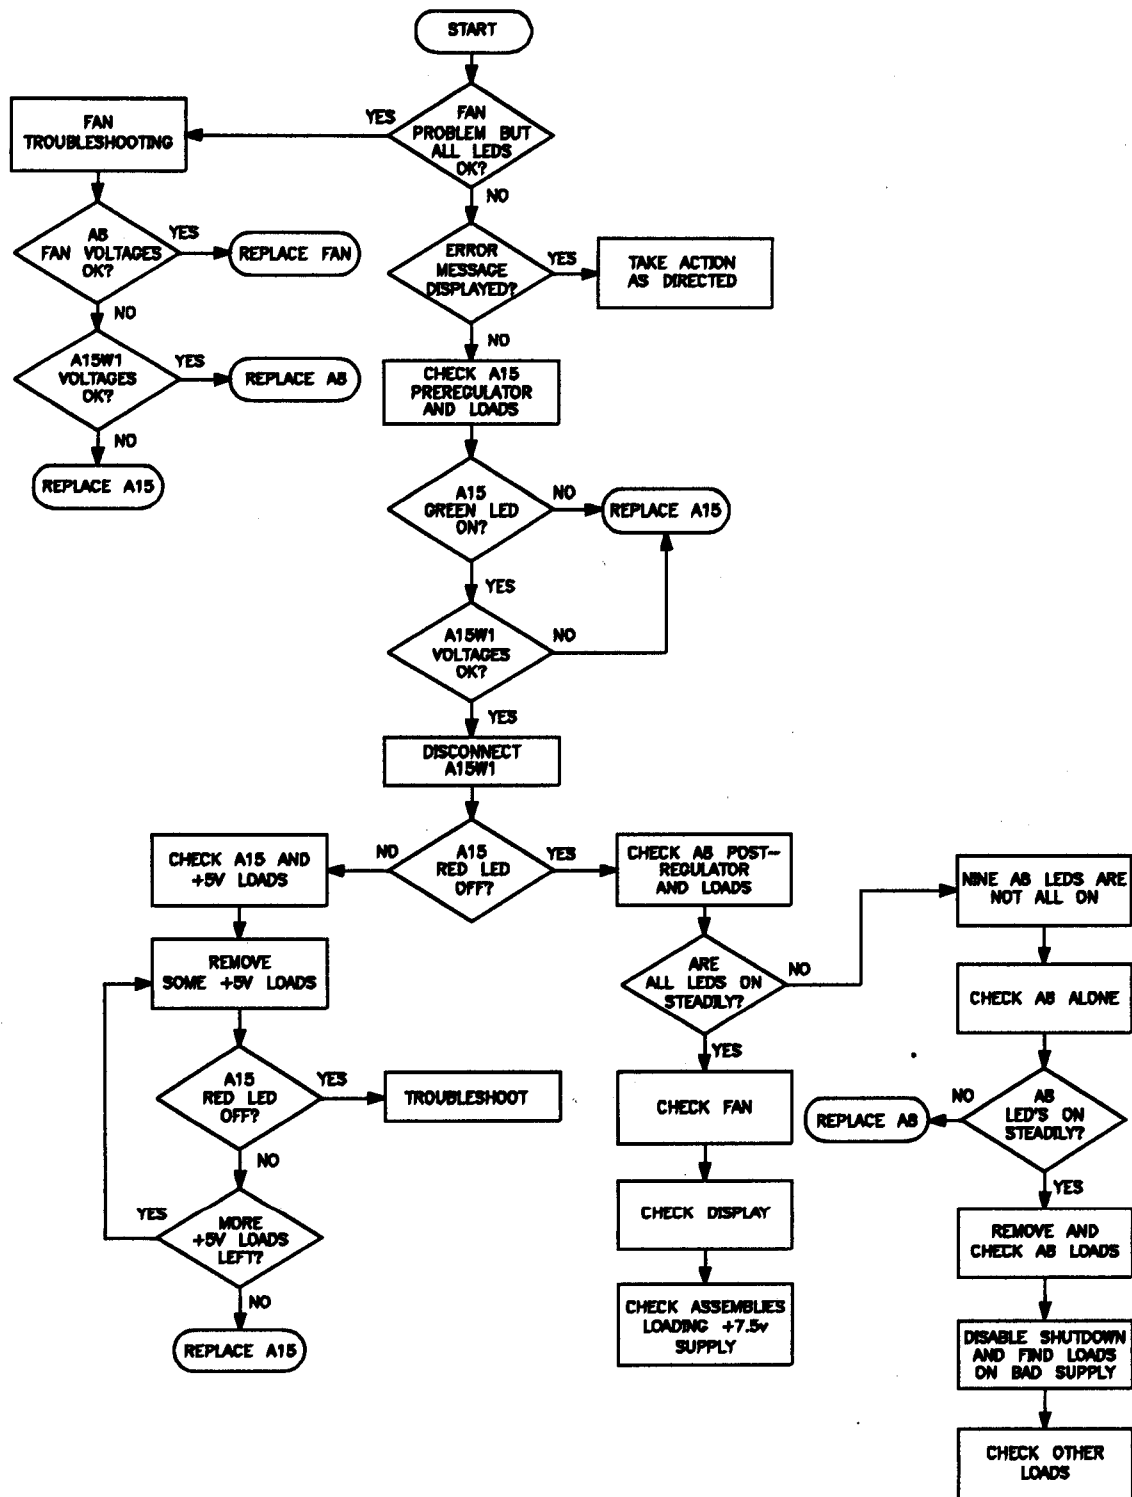 START
FAN
PROBLEM BUT
ALL LEDS
OK?
YES
NO
FAN
TROUBLESHOOTING
A8
FAN VOLTAGES
OK?
YES
REPLACE FAN
NO
A15W1
VOLTAGES
OK?
YES
REPLACE A8
NO
REPLACE A15
ERROR
MESSAGE
DISPLAYED?
YES
TAKE ACTION
AS DIRECTED
NO
CHECK A15
PREREGULATOR
AND LOADS
A15
GREEN LED
ON?
NO
REPLACE A15
YES
A15W1
VOLTAGES
OK?
NO
YES
DISCONNECT
A15W1
A15
RED LED
OFF?
NO
YES
CHECK A15 AND
+5V LOADS
REMOVE
SOME +5V LOADS
A15
RED LED
OFF?
YES
TROUBLESHOOT
NO
MORE
+5V LOADS
LEFT?
YES
NO
REPLACE A15
CHECK A8 POST-
REGULATOR
AND LOADS
ARE
ALL LEDS ON
STEADILY?
NO
YES
CHECK FAN
CHECK DISPLAY
CHECK ASSEMBLIES
LOADING +7.5v
SUPPLY
NINE A8 LEDS ARE
NOT ALL ON
CHECK A8 ALONE
A8
LED'S ON
STEADILY?
NO
REPLACE A8
YES
REMOVE AND
CHECK A8 LOADS
DISABLE SHUTDOWN
AND FIND LOADS
ON BAD SUPPLY
CHECK OTHER
LOADS